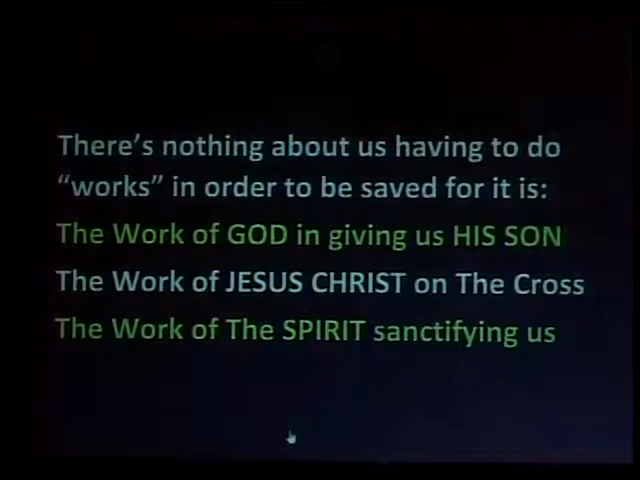 There's nothing about us having to do
“works” in order to be saved for it is:
The Work of GOD in giving us HIS SON
The Work of JESUS CHRIST on The Cross
The Work of The SPIRIT sanctifying us